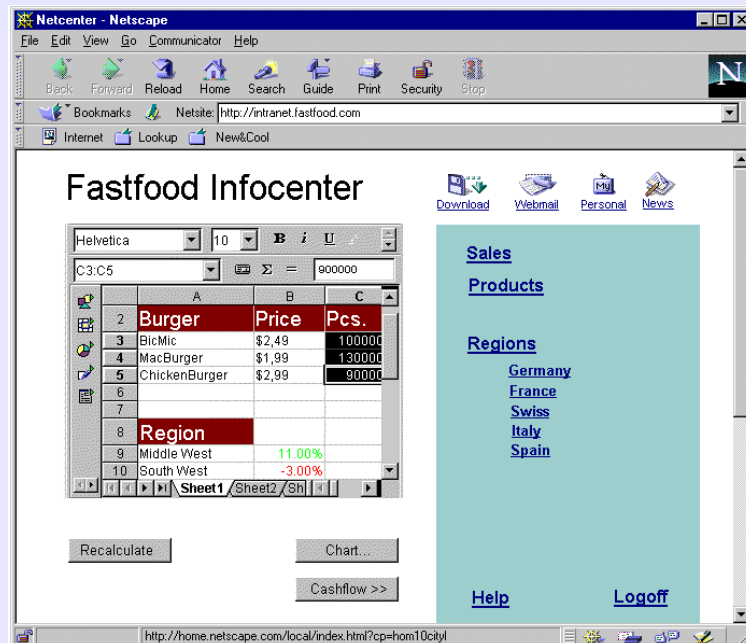 Netcenter - Netscape
File Edit View Go Communicator Help
Back Forward Reload Home Search Guide Print Security Stop
N
Bookmarks Netsite: http://intranet.fastfood.com
Internet Lookup New&Cool
Fastfood Infocenter
Download Webmail My Personal News
Helvetica 10 B i U
C3:C5 Σ = 900000
A B C
2 Burger Price Pcs.
3 BicMic $2,49 100000
4 MacBurger $1,99 130000
5 ChickenBurger $2,99 90000
6
7
8 Region
9 Middle West 11.00%
10 South West -3.00%
Sheet1 Sheet2 Sh
Sales
Products
Regions
Germany
France
Swiss
Italy
Spain
Recalculate Chart...
Cashflow >>
Help Logoff
http://home.netscape.com/local/index.html?cp=hom10cityl